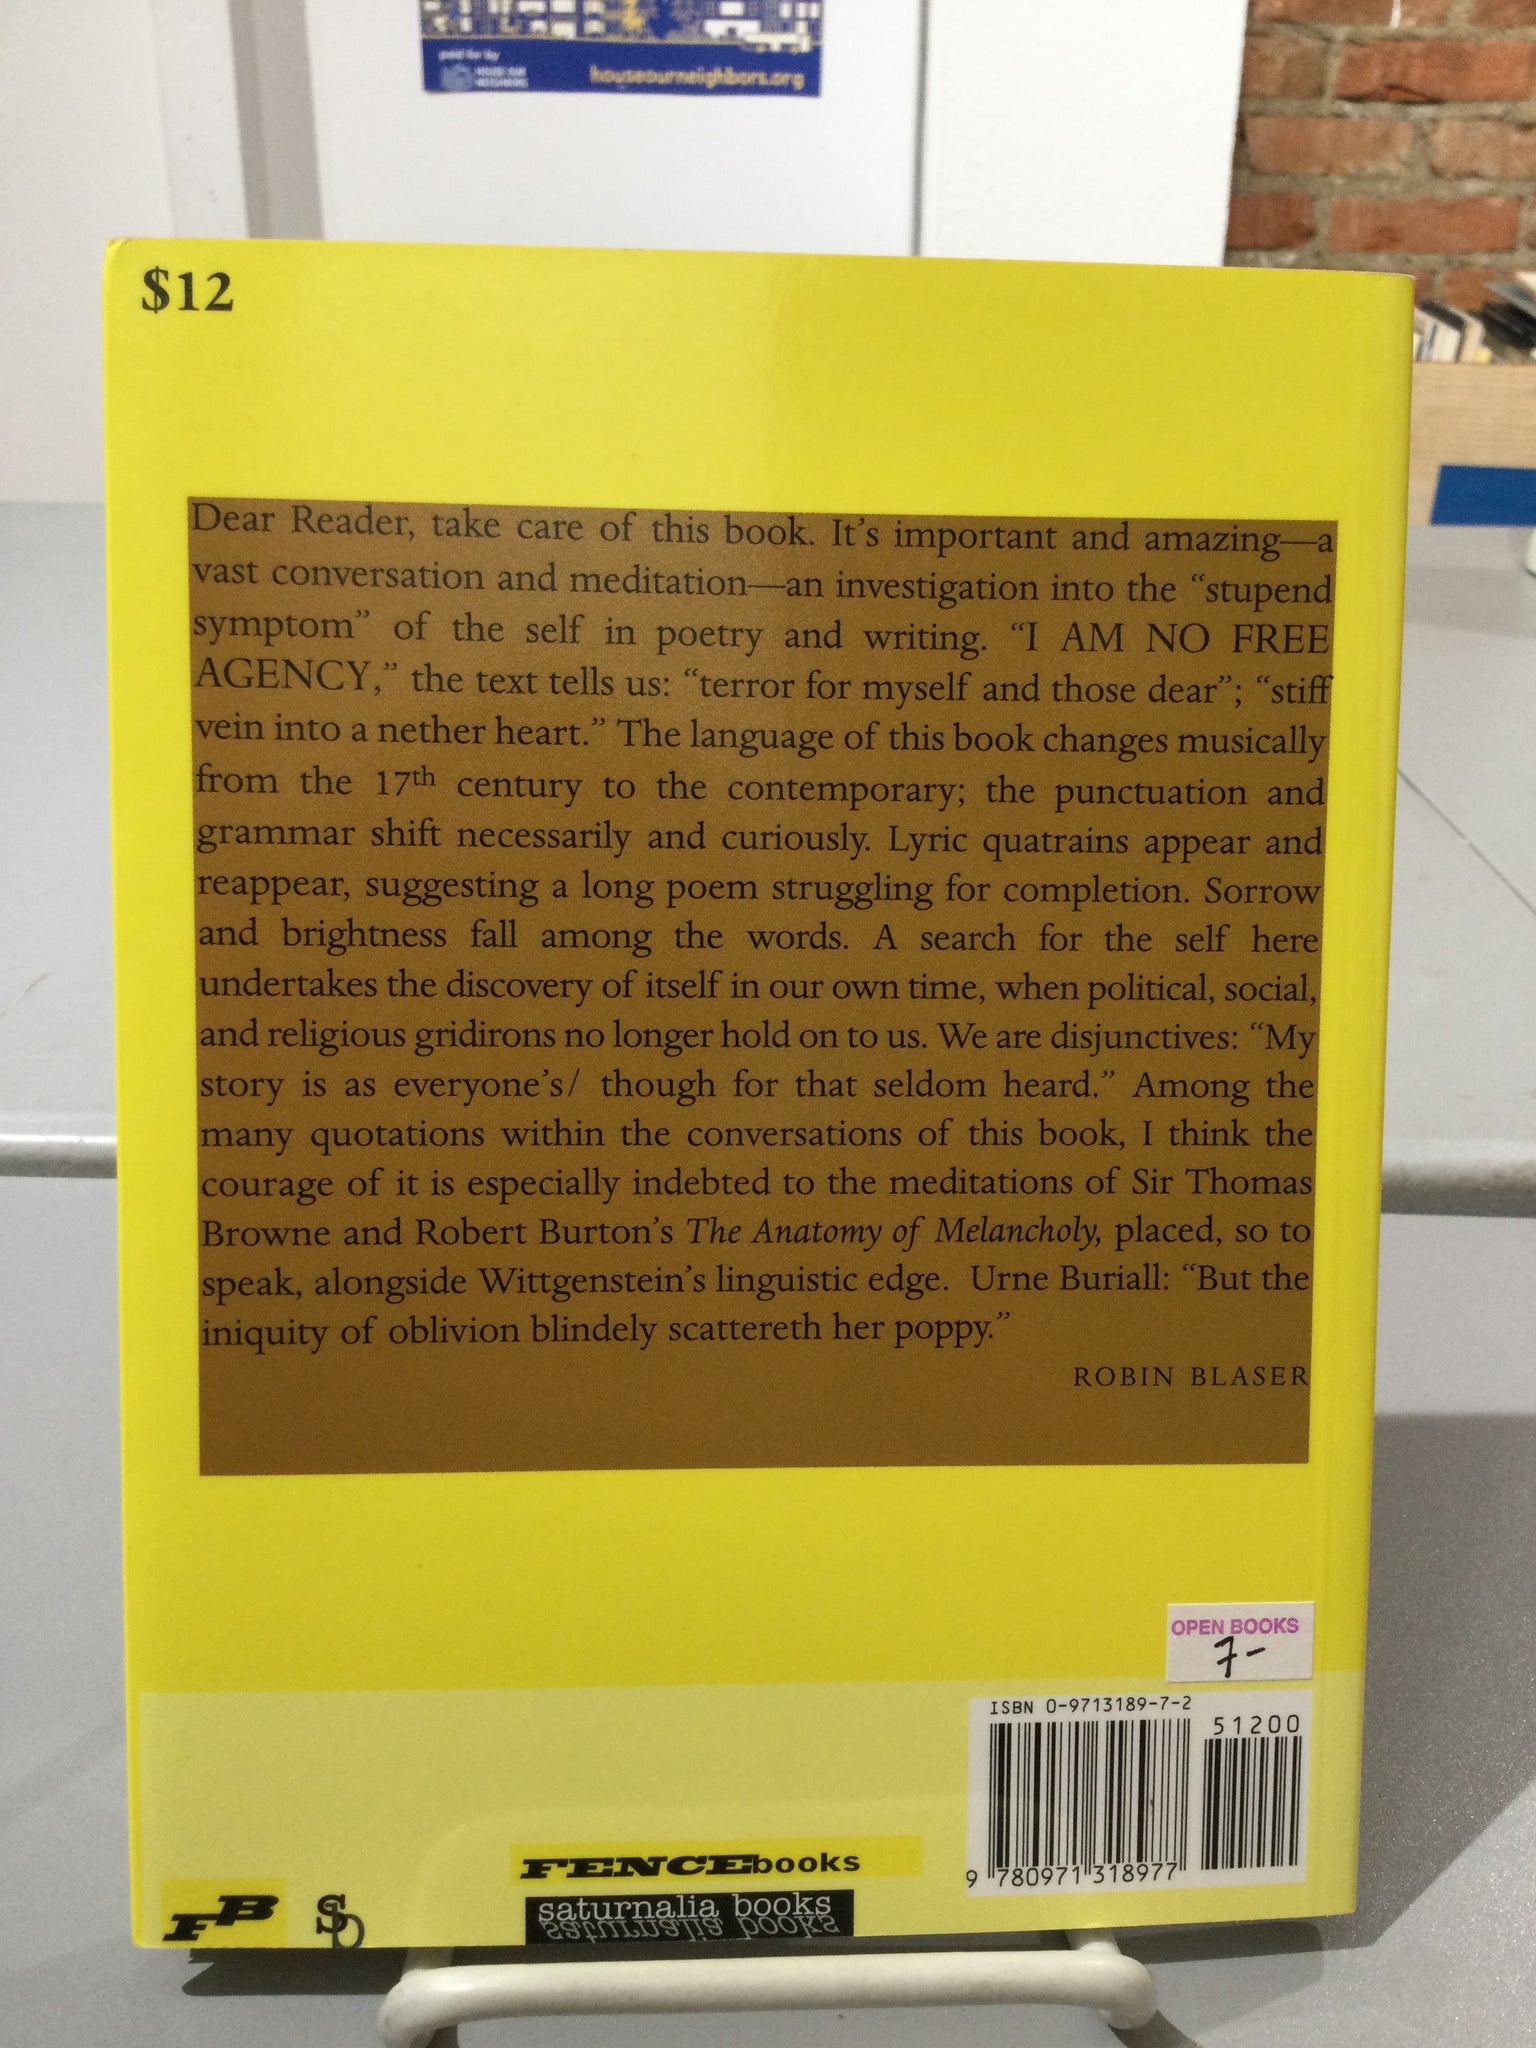 paid for by
HOUSE OUR
NEIGHBORS
houseourneighbors.org
$12
Dear Reader, take care of this book. It's important and amazing—a
vast conversation and meditation—an investigation into the “stupend
symptom” of the self in poetry and writing. “I AM NO FREE
AGENCY,” the text tells us: “terror for myself and those dear”; “stiff
vein into a nether heart.” The language of this book changes musically
from the 17th century to the contemporary; the punctuation and
grammar shift necessarily and curiously. Lyric quatrains appear and
reappear, suggesting a long poem struggling for completion. Sorrow
and brightness fall among the words. A search for the self here
undertakes the discovery of itself in our own time, when political, social,
and religious gridirons no longer hold on to us. We are disjunctives: “My
story is as everyone's/ though for that seldom heard.” Among the
many quotations within the conversations of this book, I think the
courage of it is especially indebted to the meditations of Sir Thomas
Browne and Robert Burton's The Anatomy of Melancholy, placed, so to
speak, alongside Wittgenstein's linguistic edge. Urne Buriall: “But the
iniquity of oblivion blindely scattereth her poppy.”
ROBIN BLASER
OPEN BOOKS
7-
ISBN 0-9713189-7-2
51200
9 780971 318977
FENCEbooks
saturnalia books
saturnalia books
FB
Sb